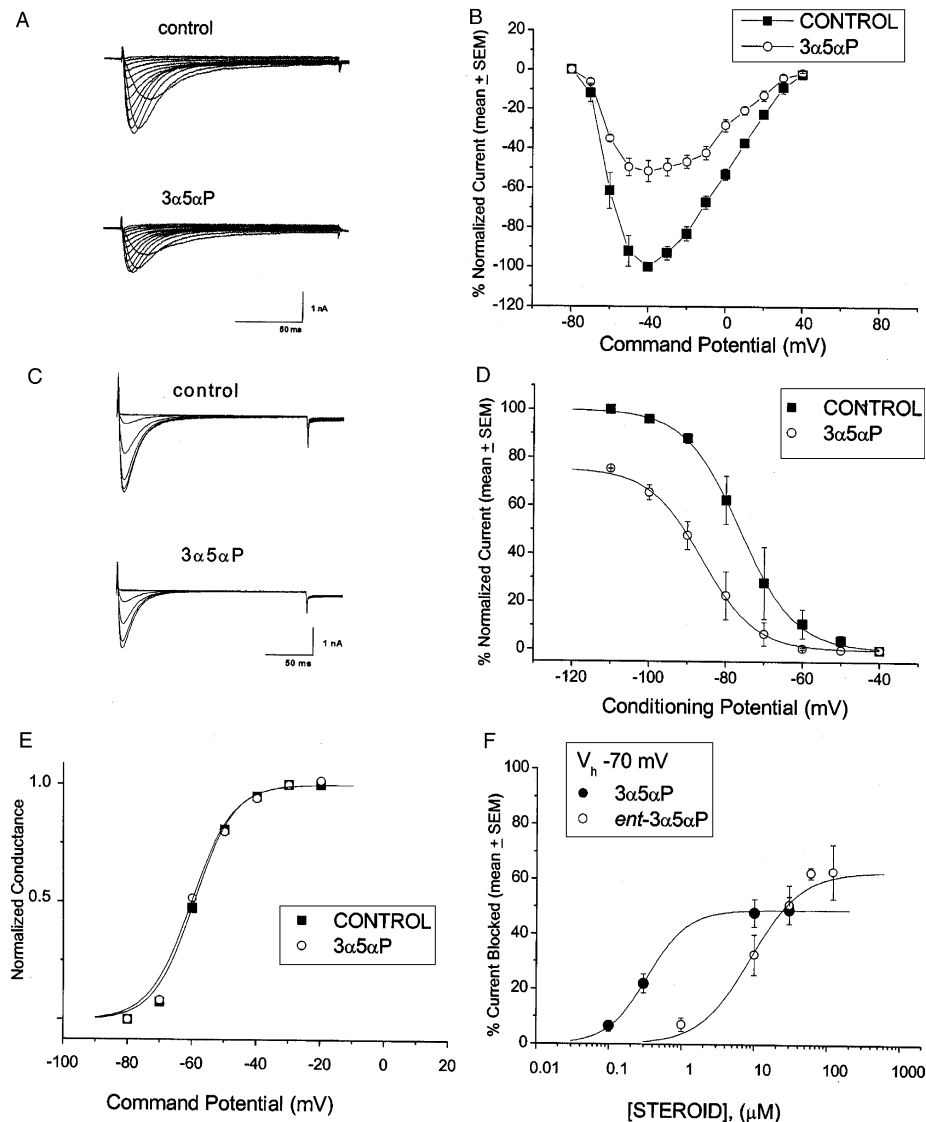 A
control
3α5αP
1 nA
50 ms
B
CONTROL
3α5αP
% Normalized Current (mean ± SEM)
20
0
-20
-40
-60
-80
-100
-120
-80 -40 0 40 80
Command Potential (mV)
C
control
3α5αP
1 nA
50 ms
D
CONTROL
3α5αP
% Normalized Current (mean ± SEM)
100
80
60
40
20
0
-120 -100 -80 -60 -40
Conditioning Potential (mV)
E
Normalized Conductance
1.0
0.5
CONTROL
3α5αP
-100 -80 -60 -40 -20 0 20
Command Potential (mV)
F
Vh -70 mV
3α5αP
ent-3α5αP
% Current Blocked (mean ± SEM)
100
80
60
40
20
0
0.01 0.1 1 10 100 1000
[STEROID], (μM)